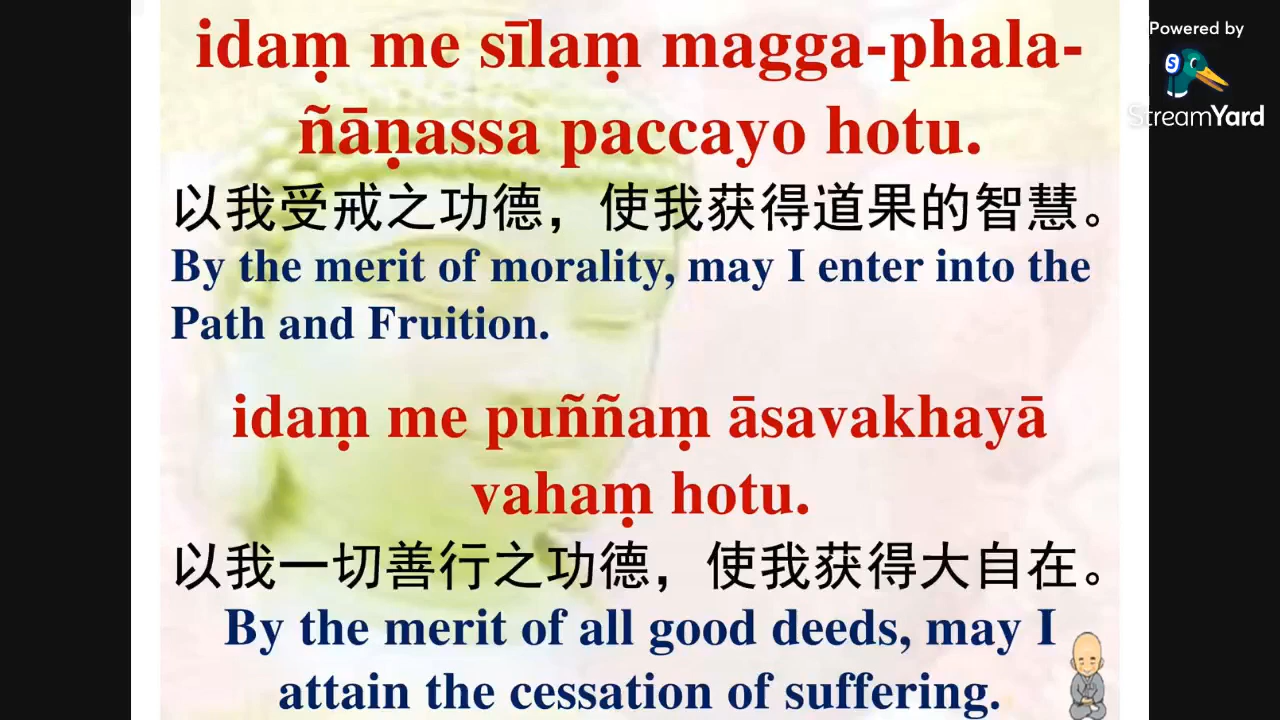 idaṃ me sīlaṃ magga-phala-
ñāṇassa paccayo hotu.
以我受戒之功德，使我获得道果的智慧。
By the merit of morality, may I enter into the
Path and Fruition.
idaṃ me puññaṃ āsavakhayā
vahaṃ hotu.
以我一切善行之功德，使我获得大自在。
By the merit of all good deeds, may I
attain the cessation of suffering.
Powered by
S
StreamYard